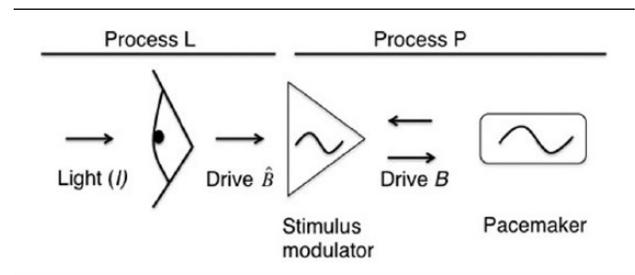 Process L
Process P
Light (I)
Drive B̂
Drive B
Stimulus
modulator
Pacemaker